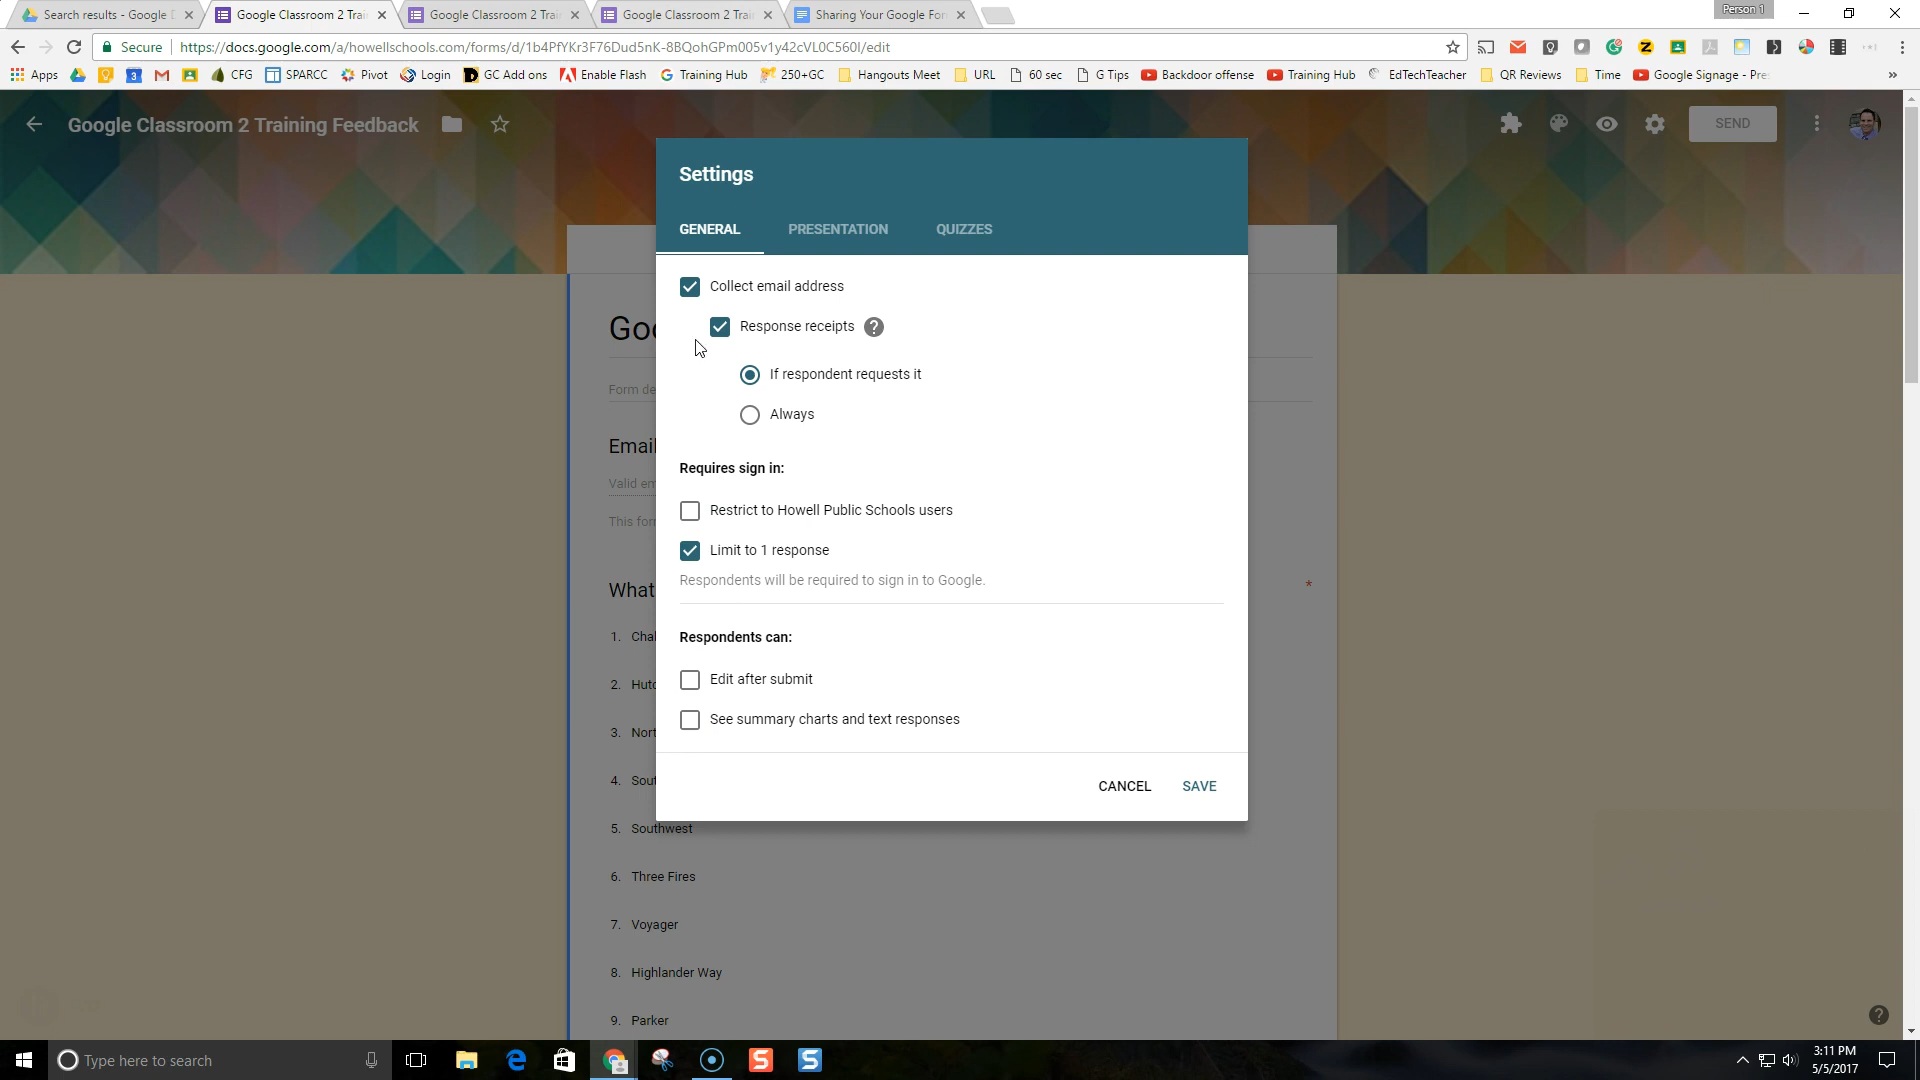 Search results - Google D
Google Classroom 2 Trai
Google Classroom 2 Trai
Google Classroom 2 Trai
Sharing Your Google For
Person 1
Secure
https://docs.google.com/a/howellschools.com/forms/d/1b4PfYKr3F76Dud5nK-8BQohGPm005v1y42cVL0C560I/edit
Apps CFG SPARCC Pivot Login GC Add ons Enable Flash Training Hub 250+GC Hangouts Meet URL 60 sec G Tips Backdoor offense Training Hub EdTechTeacher QR Reviews Time Google Signage - Pre
Google Classroom 2 Training Feedback
SEND
Settings
GENERAL PRESENTATION QUIZZES
Collect email address
Response receipts ?
If respondent requests it
Always
Requires sign in:
Restrict to Howell Public Schools users
Limit to 1 response
Respondents will be required to sign in to Google.
Respondents can:
Edit after submit
See summary charts and text responses
CANCEL SAVE
Goo
Form de
Email
Valid em
This for
What
*
1. Chal
2. Hutc
3. Nort
4. Sout
5. Southwest
6. Three Fires
7. Voyager
8. Highlander Way
9. Parker
Type here to search
3:11 PM
5/5/2017